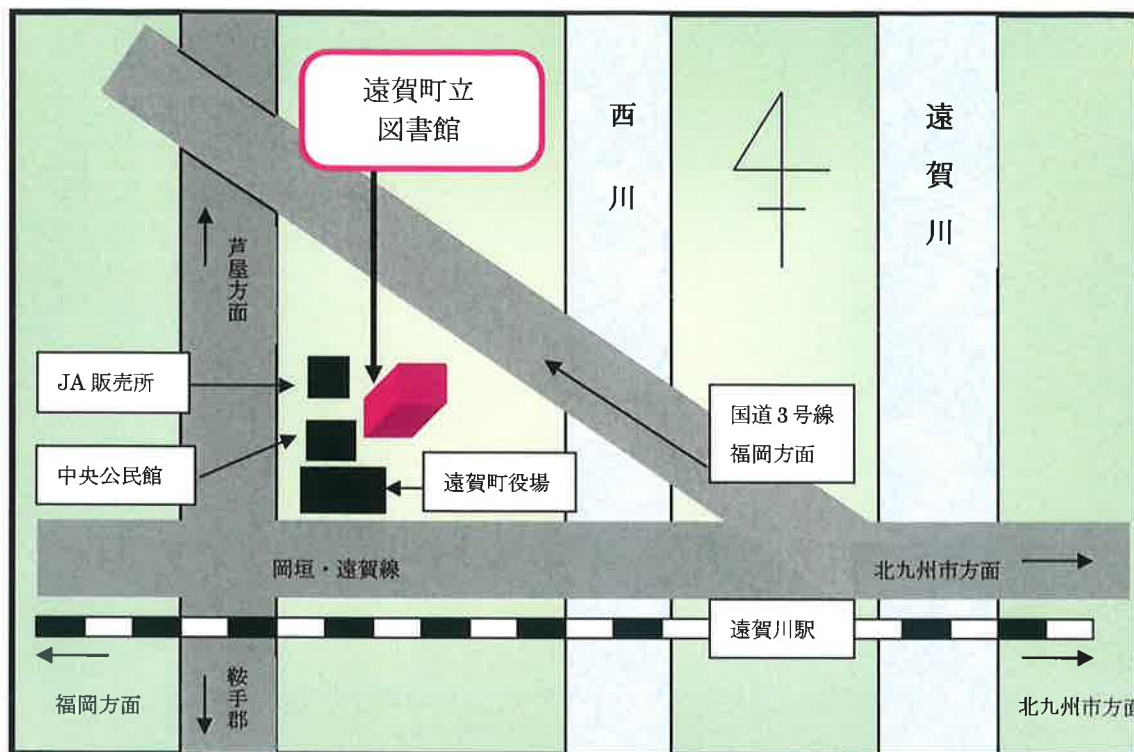 遠賀町立
図書館
西川
遠賀川
芦屋方面
JA 販売所
国道3号線
福岡方面
中央公民館
遠賀町役場
岡垣・遠賀線
北九州市方面
遠賀川駅
福岡方面
鞍手郡
北九州市方面